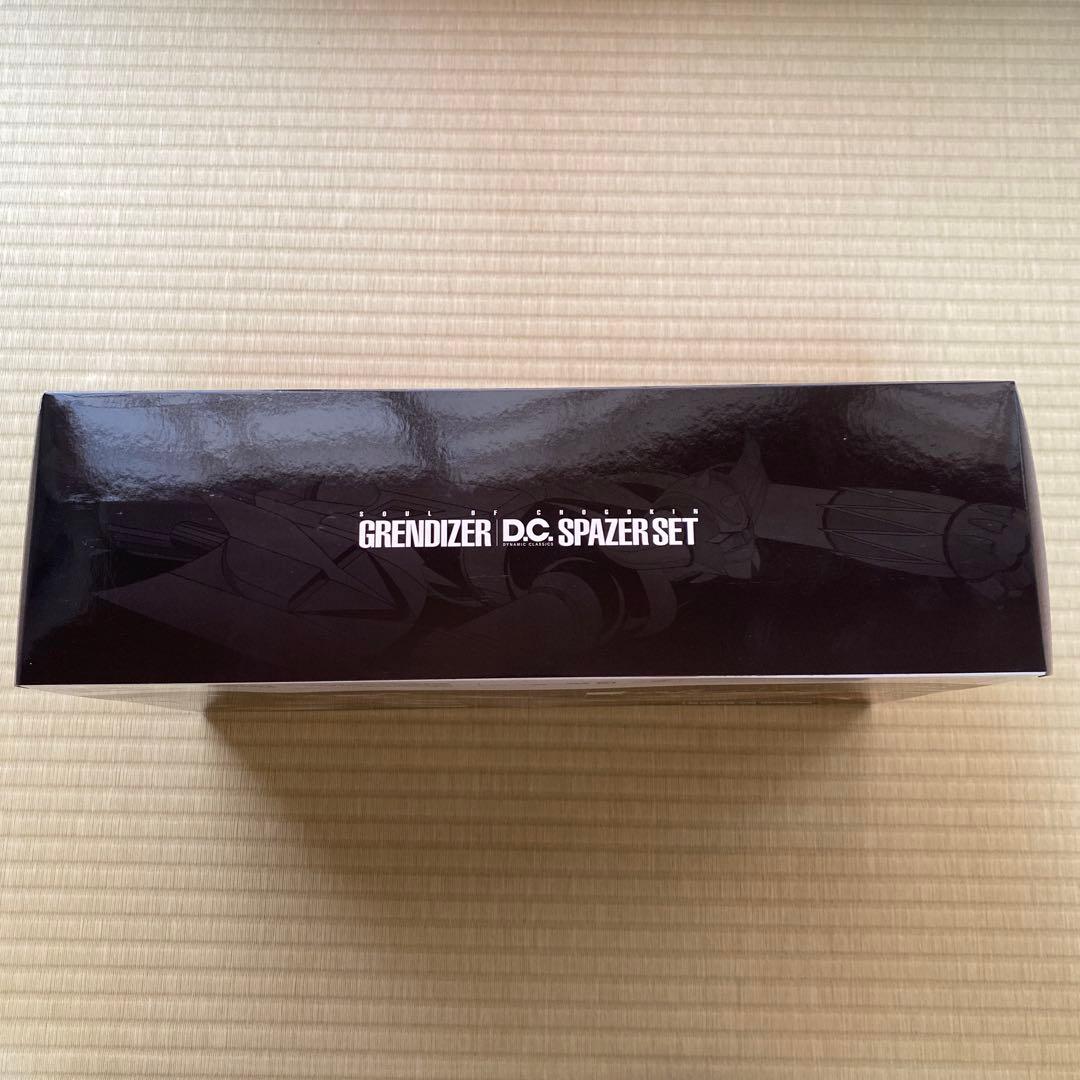 SOUL OF CHOGOKIN
GRENDIZER D.C. SPAZER SET
DYNAMIC CLASSICS